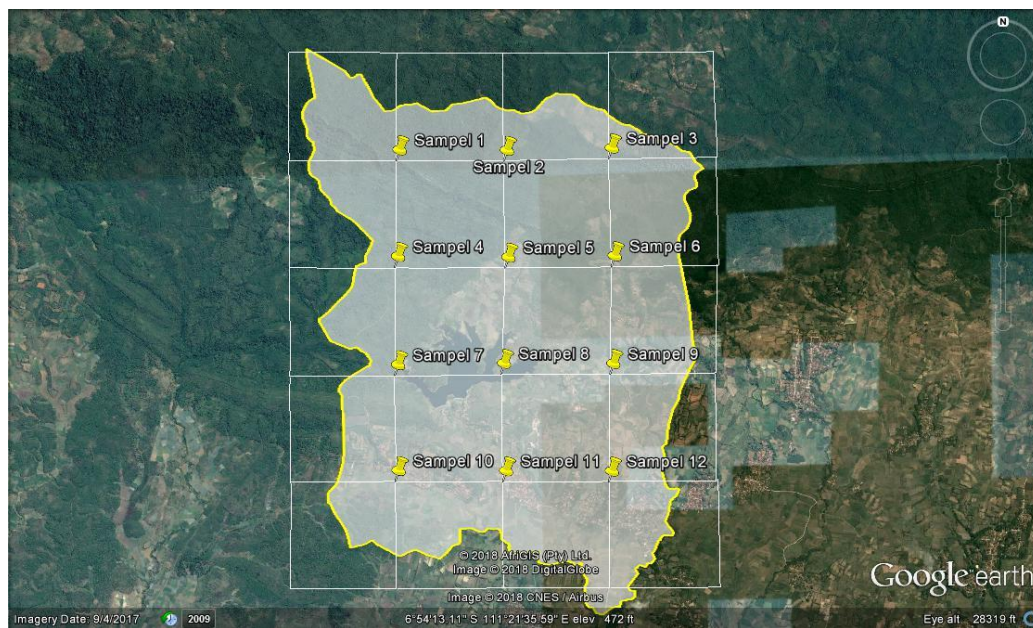 N
Sampel 1
Sampel 2
Sampel 3
Sampel 4
Sampel 5
Sampel 6
Sampel 7
Sampel 8
Sampel 9
Sampel 10
Sampel 11
Sampel 12
© 2018 AfriGIS (Pty) Ltd.
Image © 2018 DigitalGlobe
Image © 2018 CNES / Airbus
Google earth
Imagery Date: 9/4/2017 2009 6°54'13.11" S 111°21'35.59" E elev 472 ft Eye alt 28319 ft